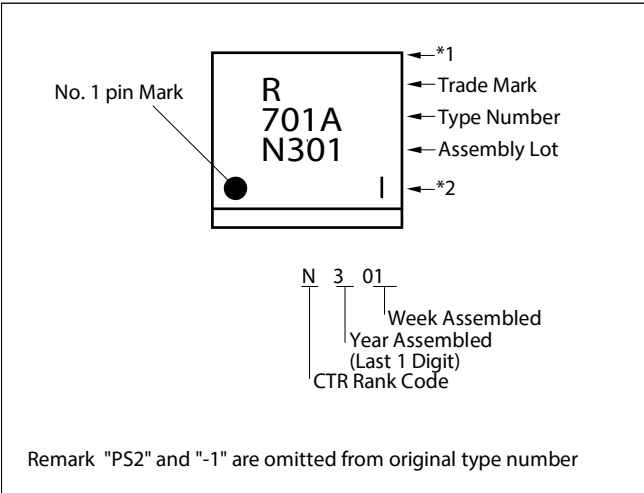 *1
No. 1 pin Mark
R
Trade Mark
701A
Type Number
N301
Assembly Lot
I
*2
N 3 01
Week Assembled
Year Assembled
(Last 1 Digit)
CTR Rank Code
Remark "PS2" and "-1" are omitted from original type number